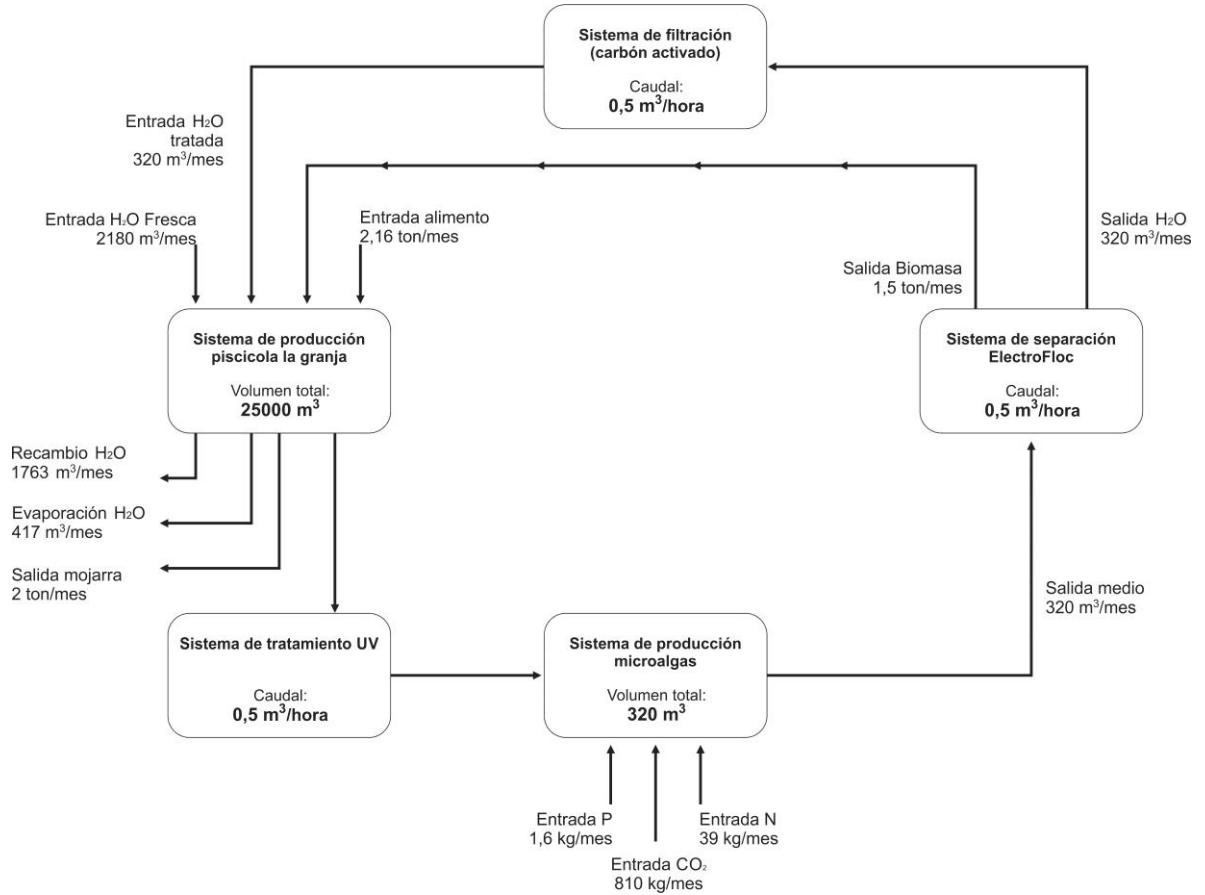 Sistema de filtración
(carbón activado)
Caudal:
0,5 m³/hora
Entrada H₂O
tratada
320 m³/mes
Entrada H₂O Fresca
2180 m³/mes
Entrada alimento
2,16 ton/mes
Salida Biomasa
1,5 ton/mes
Salida H₂O
320 m³/mes
Sistema de producción
piscicola la granja
Volumen total:
25000 m³
Sistema de separación
ElectroFloc
Caudal:
0,5 m³/hora
Recambio H₂O
1763 m³/mes
Evaporación H₂O
417 m³/mes
Salida mojarra
2 ton/mes
Salida medio
320 m³/mes
Sistema de tratamiento UV
Caudal:
0,5 m³/hora
Sistema de producción
microalgas
Volumen total:
320 m³
Entrada P
1,6 kg/mes
Entrada CO₂
810 kg/mes
Entrada N
39 kg/mes